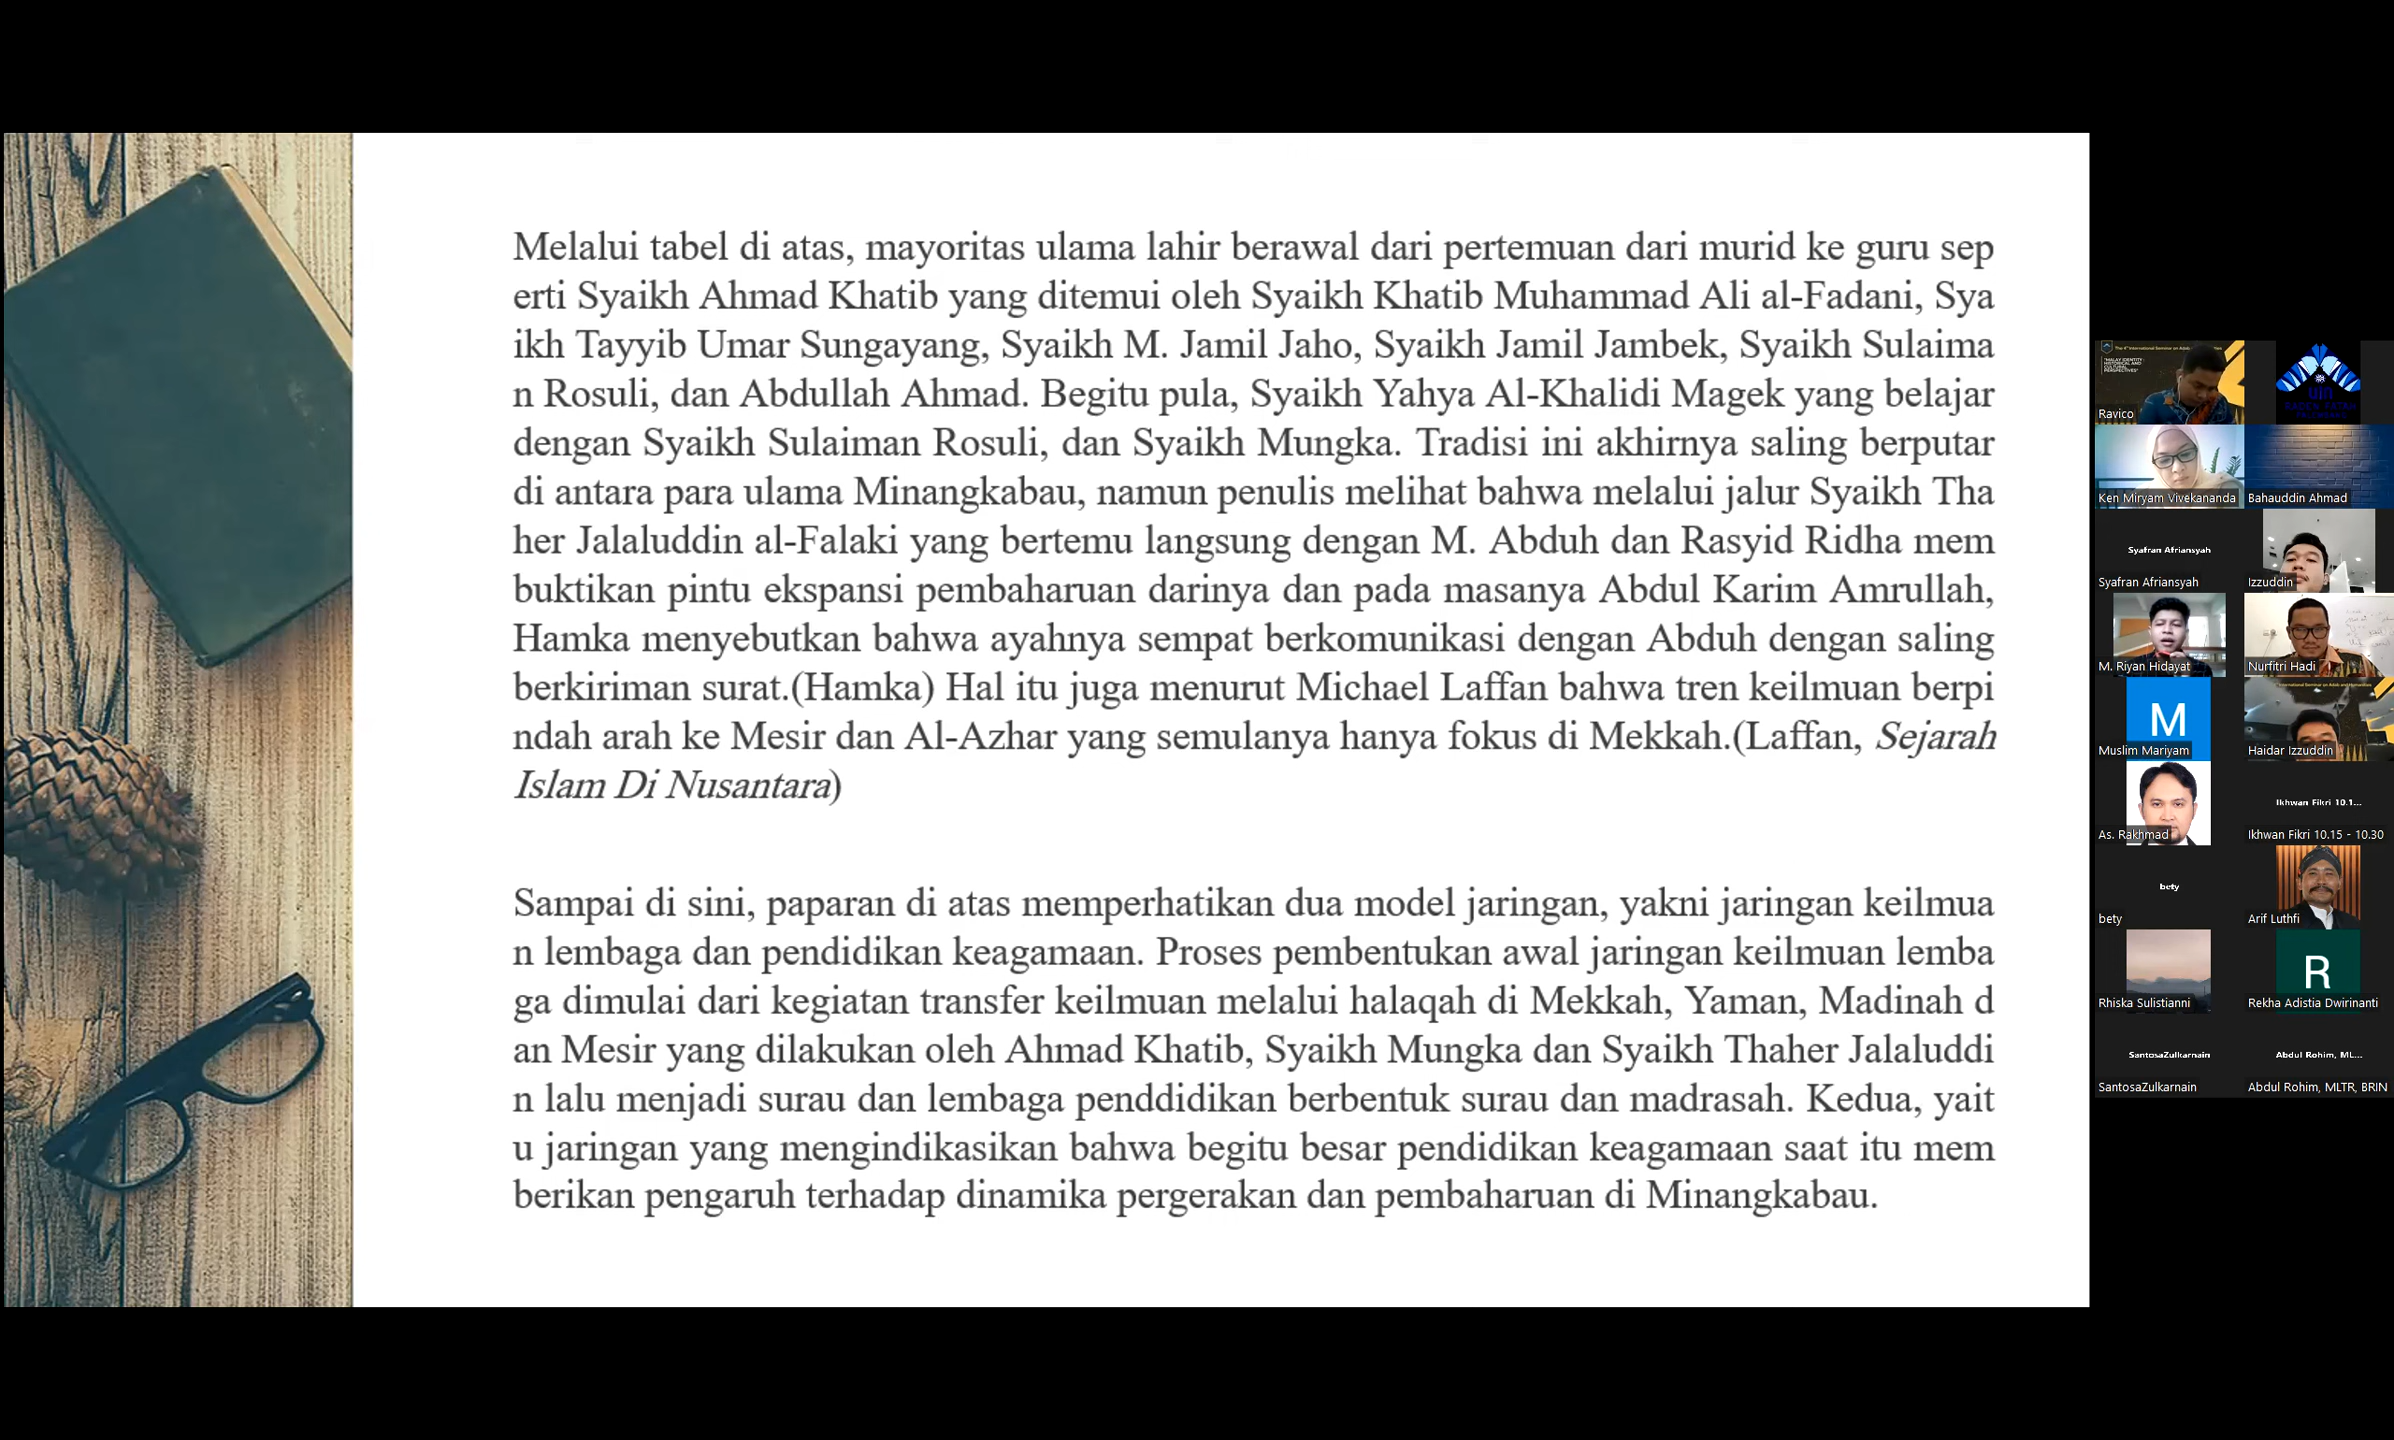 Melalui tabel di atas, mayoritas ulama lahir berawal dari pertemuan dari murid ke guru sep
erti Syaikh Ahmad Khatib yang ditemui oleh Syaikh Khatib Muhammad Ali al-Fadani, Sya
ikh Tayyib Umar Sungayang, Syaikh M. Jamil Jaho, Syaikh Jamil Jambek, Syaikh Sulaima
n Rosuli, dan Abdullah Ahmad. Begitu pula, Syaikh Yahya Al-Khalidi Magek yang belajar
dengan Syaikh Sulaiman Rosuli, dan Syaikh Mungka. Tradisi ini akhirnya saling berputar
di antara para ulama Minangkabau, namun penulis melihat bahwa melalui jalur Syaikh Tha
her Jalaluddin al-Falaki yang bertemu langsung dengan M. Abduh dan Rasyid Ridha mem
buktikan pintu ekspansi pembaharuan darinya dan pada masanya Abdul Karim Amrullah,
Hamka menyebutkan bahwa ayahnya sempat berkomunikasi dengan Abduh dengan saling
berkiriman surat.(Hamka) Hal itu juga menurut Michael Laffan bahwa tren keilmuan berpi
ndah arah ke Mesir dan Al-Azhar yang semulanya hanya fokus di Mekkah.(Laffan, Sejarah
Islam Di Nusantara)
Sampai di sini, paparan di atas memperhatikan dua model jaringan, yakni jaringan keilmua
n lembaga dan pendidikan keagamaan. Proses pembentukan awal jaringan keilmuan lemba
ga dimulai dari kegiatan transfer keilmuan melalui halaqah di Mekkah, Yaman, Madinah d
an Mesir yang dilakukan oleh Ahmad Khatib, Syaikh Mungka dan Syaikh Thaher Jalaluddi
n lalu menjadi surau dan lembaga penddidikan berbentuk surau dan madrasah. Kedua, yait
u jaringan yang mengindikasikan bahwa begitu besar pendidikan keagamaan saat itu mem
berikan pengaruh terhadap dinamika pergerakan dan pembaharuan di Minangkabau.
"MALAY IDENTITY:
HISTORICAL AND
CULTURAL
PERSPECTIVES"
Ravico
UIN
Ken Miryam Vivekananda
Bahauddin Ahmad
Syafran Afriansyah
Syafran Afriansyah
Izzuddin
M. Riyan Hidayat
Nurfitri Hadi
M
Muslim Mariyam
International Seminar on Adab and Humanities
Haidar Izzuddin
As. Rakhmad
Ikhwan Fikri 10.1...
Ikhwan Fikri 10.15 - 10.30
bety
bety
Arif Luthfi
Rhiska Sulistianni
R
Rekha Adistia Dwirinanti
SantosaZulkarnain
SantosaZulkarnain
Abdul Rohim, ML...
Abdul Rohim, MLTR, BRIN